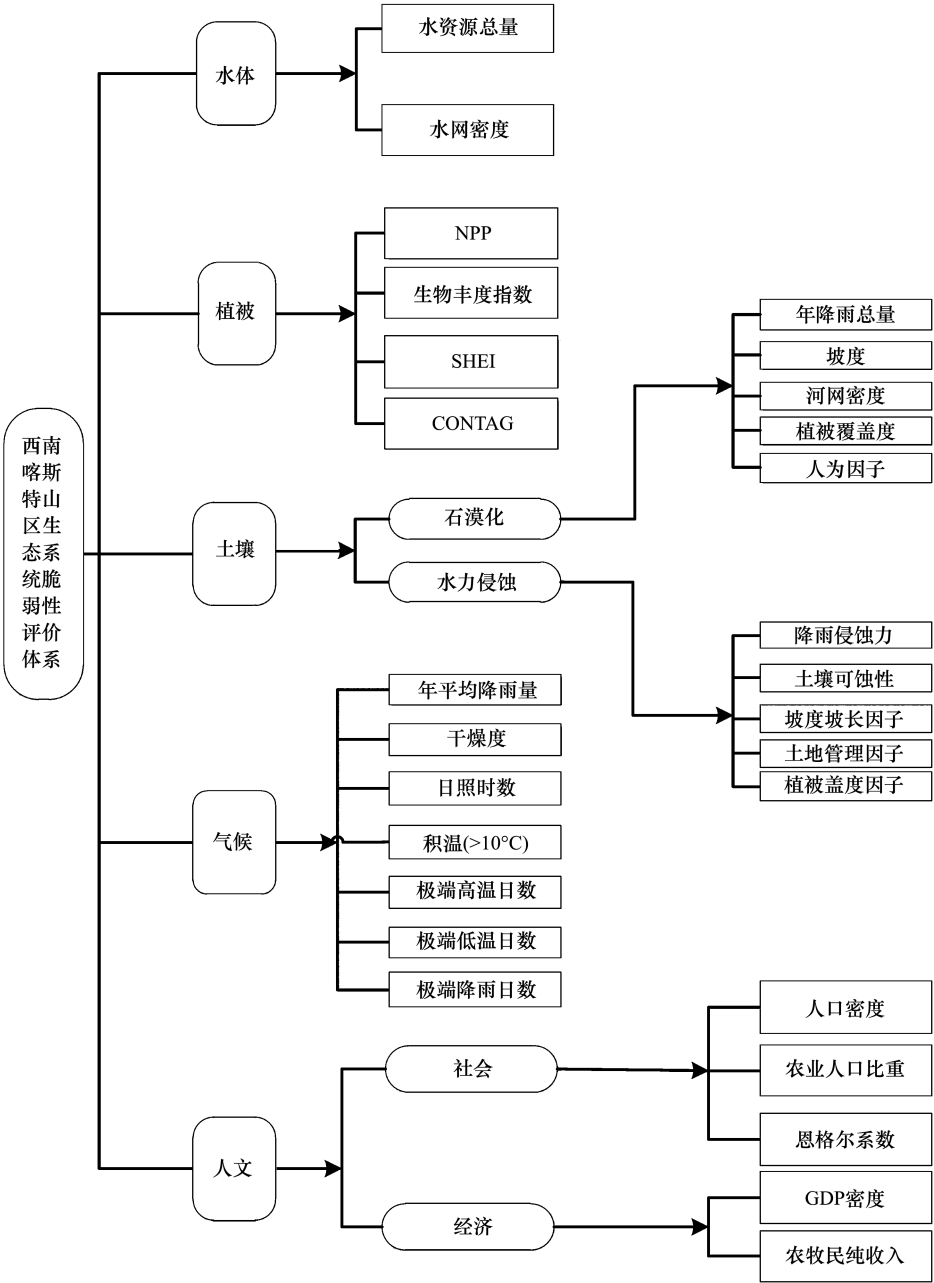 西南
喀斯
特山
区生
态系
统脆
弱性
评价
体系
水体
水资源总量
水网密度
植被
NPP
生物丰度指数
SHEI
CONTAG
土壤
石漠化
年降雨总量
坡度
河网密度
植被覆盖度
人为因子
水力侵蚀
降雨侵蚀力
土壤可蚀性
坡度坡长因子
土地管理因子
植被盖度因子
气候
年平均降雨量
干燥度
日照时数
积温(>10°C)
极端高温日数
极端低温日数
极端降雨日数
人文
社会
人口密度
农业人口比重
恩格尔系数
经济
GDP密度
农牧民纯收入